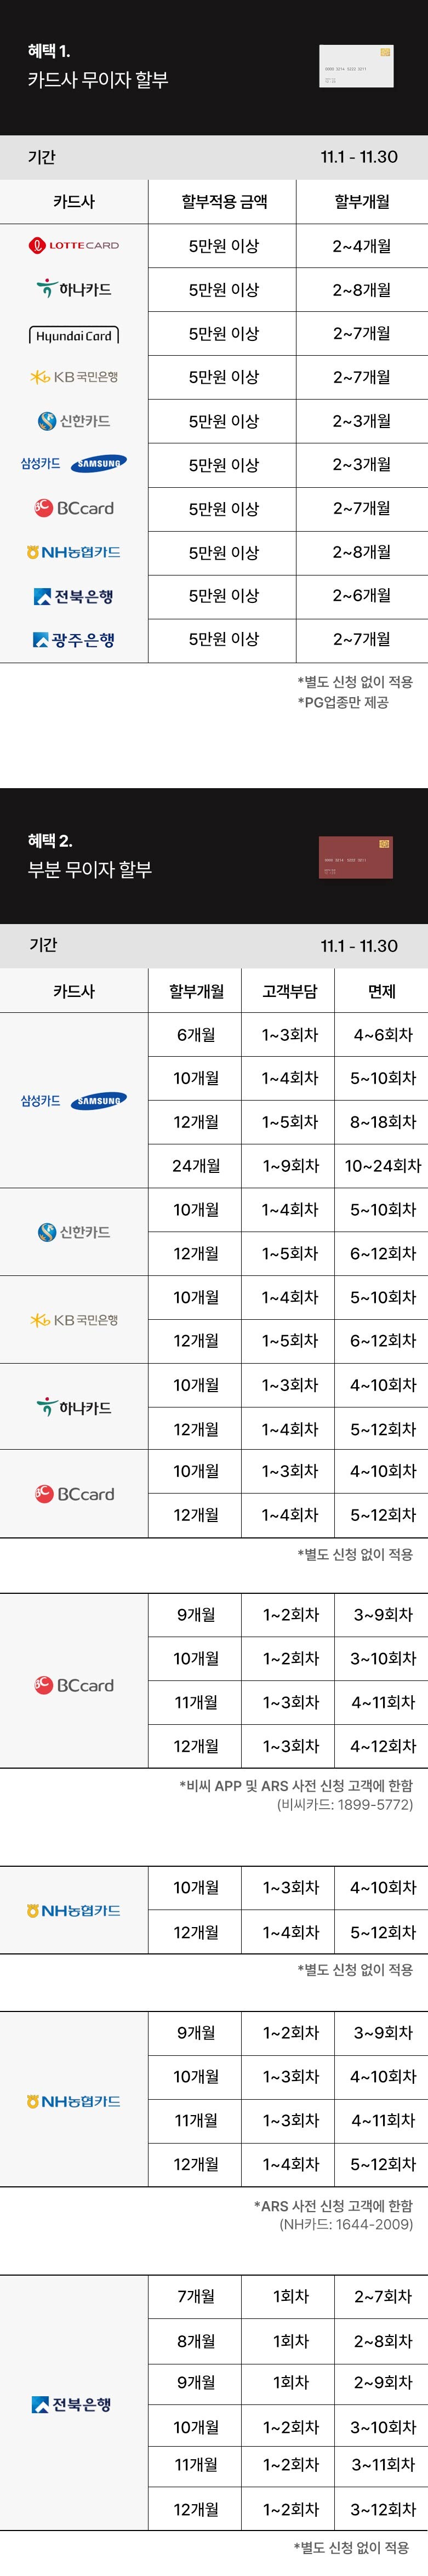 혜택 1.
카드사 무이자 할부
기간 11.1 - 11.30
카드사 할부적용 금액 할부개월
LOTTE CARD 5만원 이상 2~4개월
하나카드 5만원 이상 2~8개월
Hyundai Card 5만원 이상 2~7개월
KB국민은행 5만원 이상 2~7개월
신한카드 5만원 이상 2~3개월
삼성카드 SAMSUNG 5만원 이상 2~3개월
BC BCcard 5만원 이상 2~7개월
NH농협카드 5만원 이상 2~8개월
전북은행 5만원 이상 2~6개월
광주은행 5만원 이상 2~7개월
*별도 신청 없이 적용
*PG업종만 제공
혜택 2.
부분 무이자 할부
기간 11.1 - 11.30
카드사 할부개월 고객부담 면제
6개월 1~3회차 4~6회차
10개월 1~4회차 5~10회차
삼성카드 SAMSUNG
12개월 1~5회차 8~18회차
24개월 1~9회차 10~24회차
10개월 1~4회차 5~10회차
신한카드
12개월 1~5회차 6~12회차
10개월 1~4회차 5~10회차
KB국민은행
12개월 1~5회차 6~12회차
10개월 1~3회차 4~10회차
하나카드
12개월 1~4회차 5~12회차
10개월 1~3회차 4~10회차
BC BCcard
12개월 1~4회차 5~12회차
*별도 신청 없이 적용
9개월 1~2회차 3~9회차
10개월 1~2회차 3~10회차
BC BCcard
11개월 1~3회차 4~11회차
12개월 1~3회차 4~12회차
*비씨 APP 및 ARS 사전 신청 고객에 한함
(비씨카드: 1899-5772)
10개월 1~3회차 4~10회차
NH농협카드
12개월 1~4회차 5~12회차
*별도 신청 없이 적용
9개월 1~2회차 3~9회차
10개월 1~3회차 4~10회차
NH농협카드
11개월 1~3회차 4~11회차
12개월 1~4회차 5~12회차
*ARS 사전 신청 고객에 한함
(NH카드: 1644-2009)
7개월 1회차 2~7회차
8개월 1회차 2~8회차
9개월 1회차 2~9회차
전북은행
10개월 1~2회차 3~10회차
11개월 1~2회차 3~11회차
12개월 1~2회차 3~12회차
*별도 신청 없이 적용